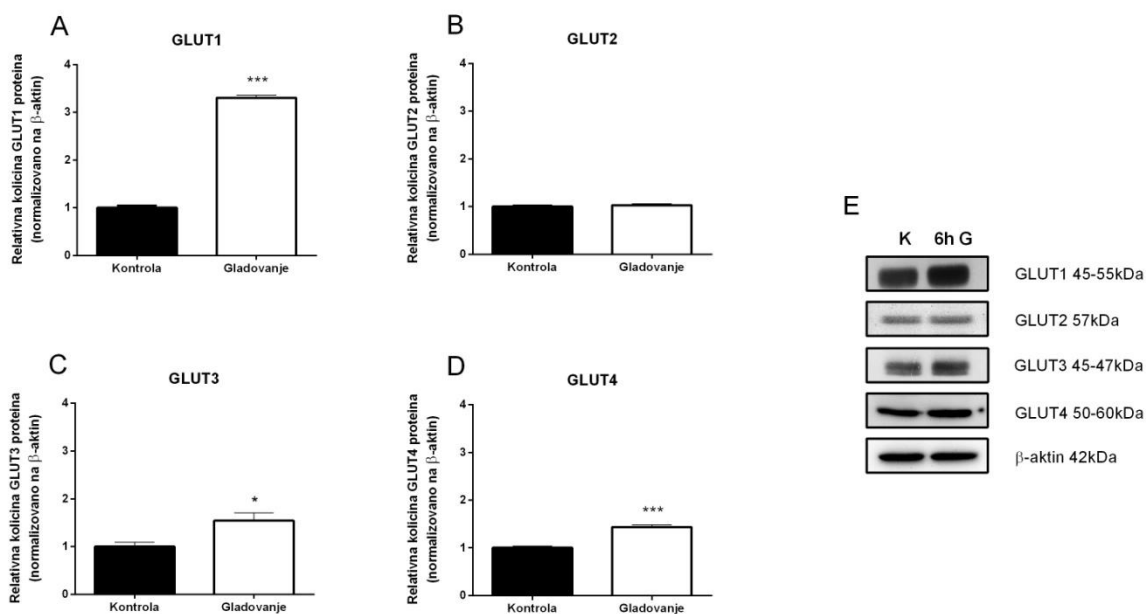 A
GLUT1
Relativna kolicina GLUT1 proteina
(normalizovano na β-aktin)
4
3
2
1
0
***
Kontrola
Gladovanje
B
GLUT2
Relativna kolicina GLUT2 proteina
(normalizovano na β-aktin)
4
3
2
1
0
Kontrola
Gladovanje
C
GLUT3
Relativna kolicina GLUT3 proteina
(normalizovano na β-aktin)
4
3
2
1
0
*
Kontrola
Gladovanje
D
GLUT4
Relativna kolicina GLUT4 proteina
(normalizovano na β-aktin)
4
3
2
1
0
***
Kontrola
Gladovanje
E
K 6h G
GLUT1 45-55kDa
GLUT2 57kDa
GLUT3 45-47kDa
GLUT4 50-60kDa
β-aktin 42kDa